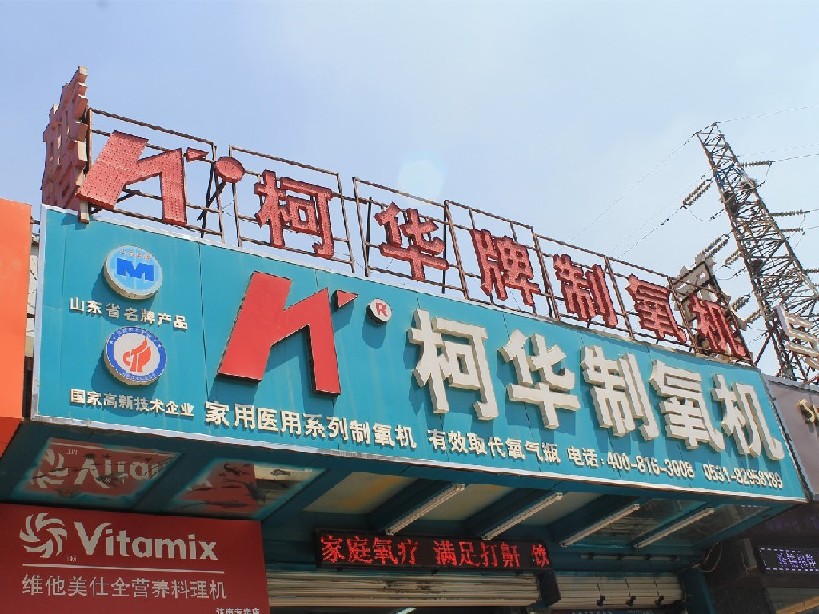 柯华牌制氧机
山东省名牌产品
柯华制氧机
®
国家高新技术企业
家用医用系列制氧机 有效取代氧气瓶 电话:400-816-3008 0531-82958189
家庭氧疗 满足打鼾
Vitamix
维他美仕全营养料理机